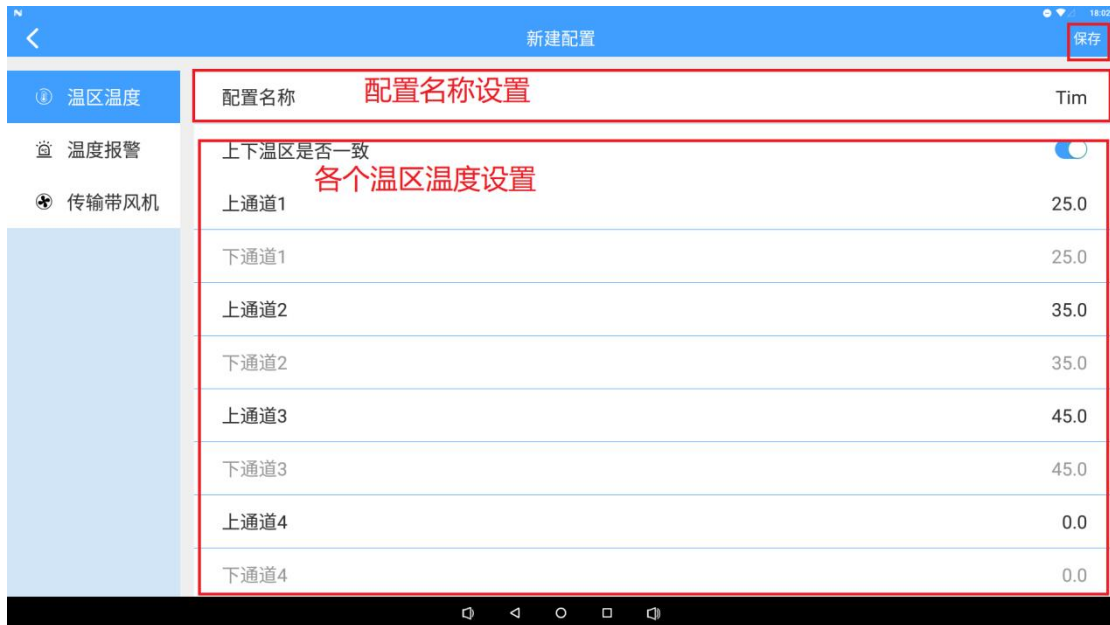 N
18:02
新建配置
保存
温区温度
配置名称
配置名称设置
Tim
温度报警
上下温区是否一致
各个温区温度设置
传输带风机
上通道1
25.0
下通道1
25.0
上通道2
35.0
下通道2
35.0
上通道3
45.0
下通道3
45.0
上通道4
0.0
下通道4
0.0